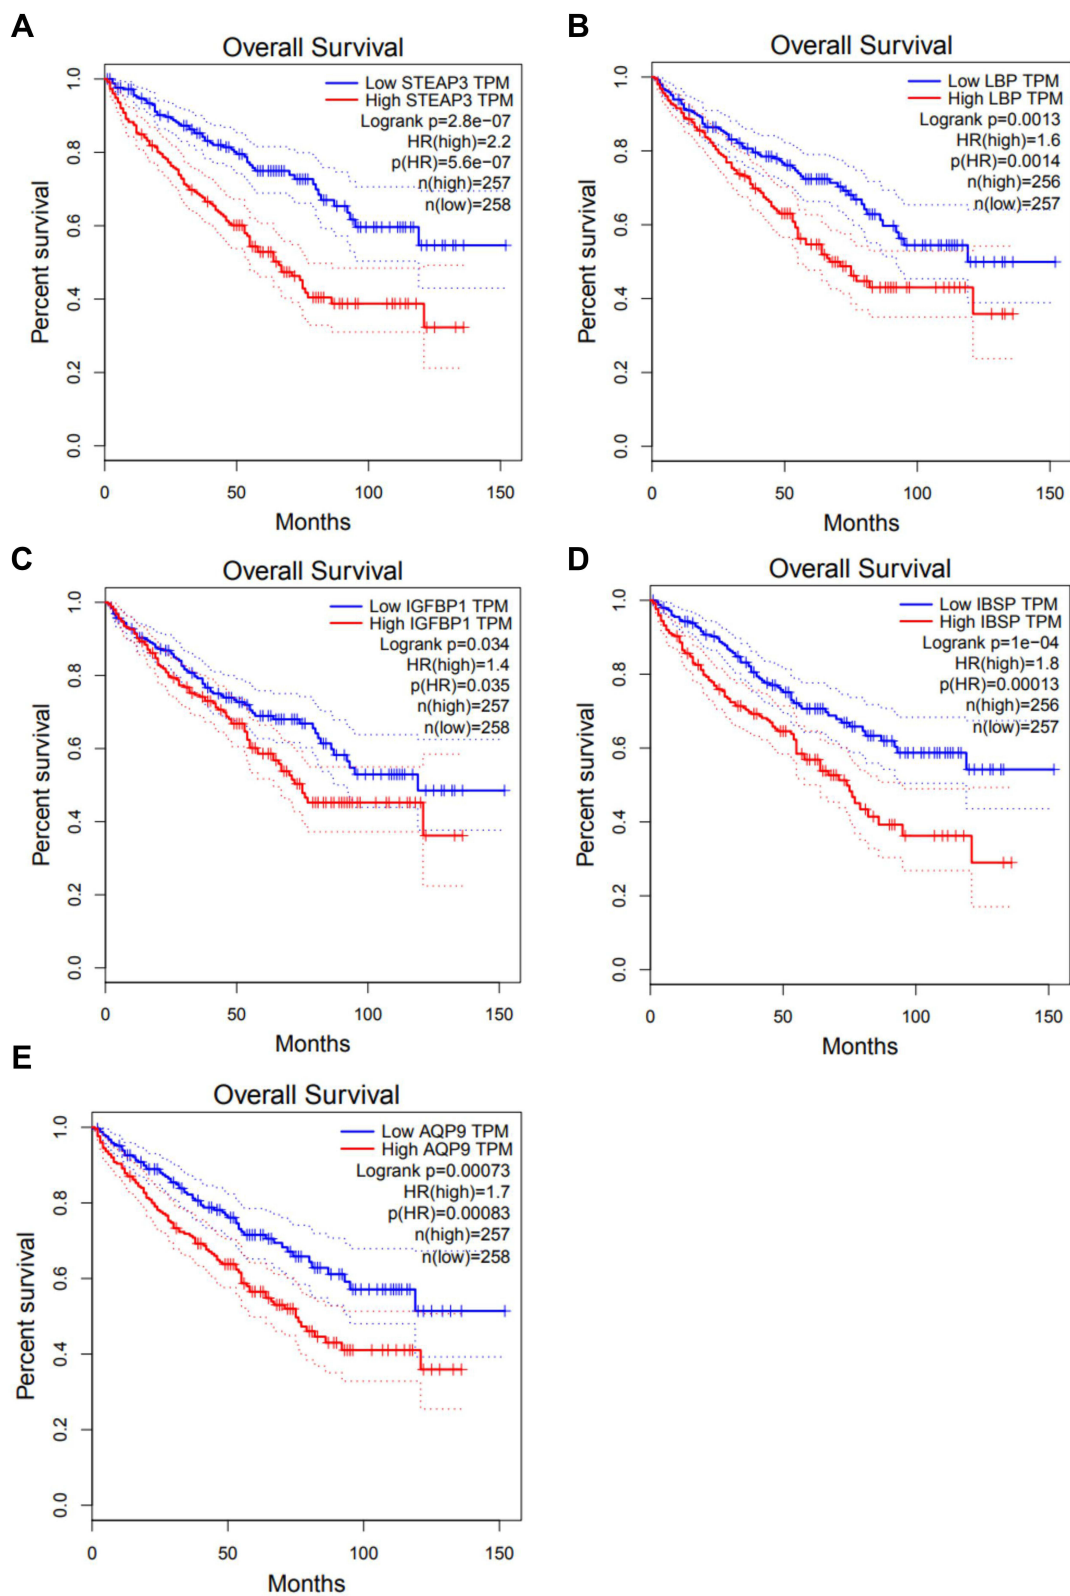 A
Overall Survival
Low STEAP3 TPM
High STEAP3 TPM
Logrank p=2.8e−07
HR(high)=2.2
p(HR)=5.6e−07
n(high)=257
n(low)=258
Percent survival
0.0
0.2
0.4
0.6
0.8
1.0
0
50
100
150
Months
B
Overall Survival
Low LBP TPM
High LBP TPM
Logrank p=0.0013
HR(high)=1.6
p(HR)=0.0014
n(high)=256
n(low)=257
Percent survival
0.0
0.2
0.4
0.6
0.8
1.0
0
50
100
150
Months
C
Overall Survival
Low IGFBP1 TPM
High IGFBP1 TPM
Logrank p=0.034
HR(high)=1.4
p(HR)=0.035
n(high)=257
n(low)=258
Percent survival
0.0
0.2
0.4
0.6
0.8
1.0
0
50
100
150
Months
D
Overall Survival
Low IBSP TPM
High IBSP TPM
Logrank p=1e−04
HR(high)=1.8
p(HR)=0.00013
n(high)=256
n(low)=257
Percent survival
0.0
0.2
0.4
0.6
0.8
1.0
0
50
100
150
Months
E
Overall Survival
Low AQP9 TPM
High AQP9 TPM
Logrank p=0.00073
HR(high)=1.7
p(HR)=0.00083
n(high)=257
n(low)=258
Percent survival
0.0
0.2
0.4
0.6
0.8
1.0
0
50
100
150
Months